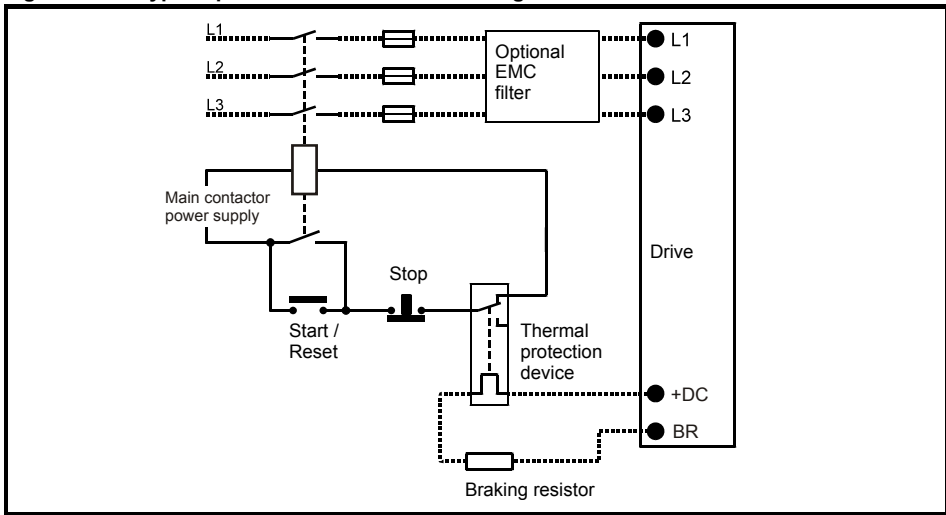 L1
L2
L3
Optional
EMC
filter
L1
L2
L3
Main contactor
power supply
Drive
Stop
Start /
Reset
Thermal
protection
device
+DC
BR
Braking resistor